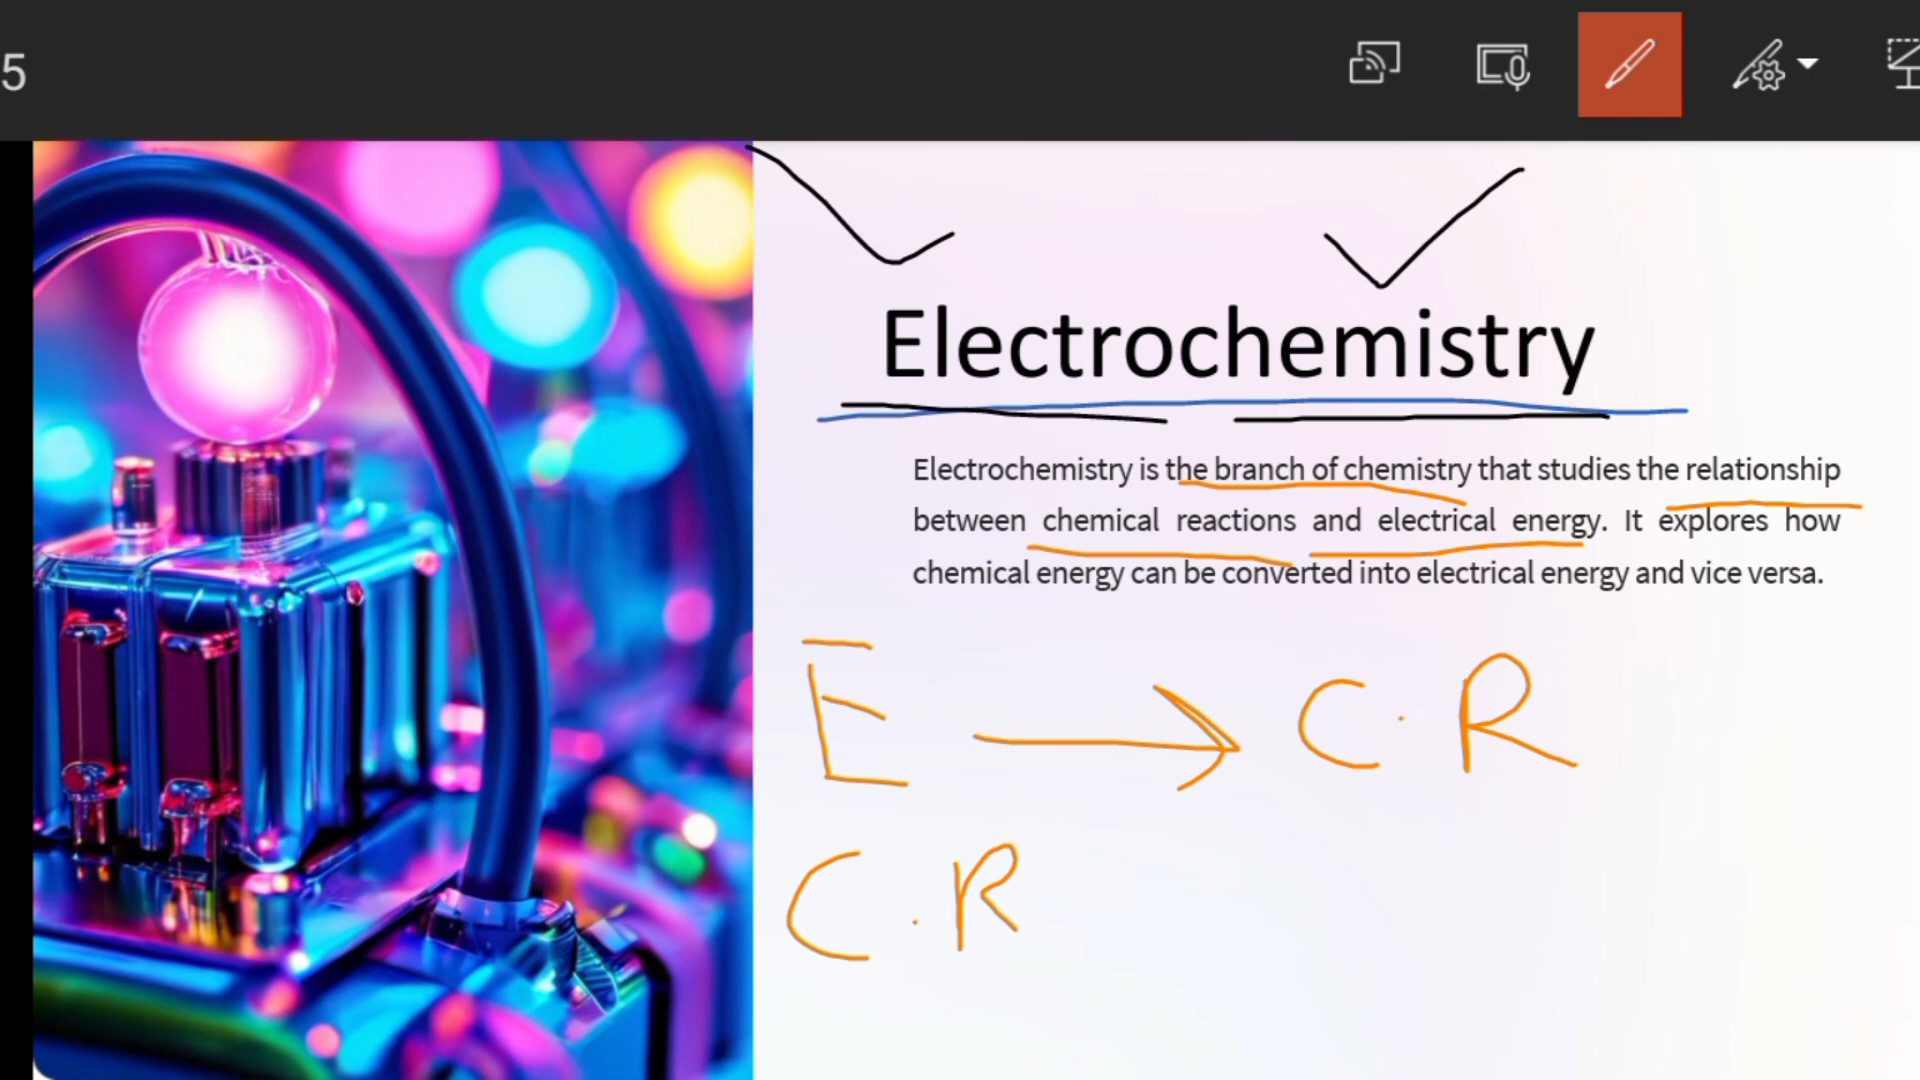 5
Electrochemistry
Electrochemistry is the branch of chemistry that studies the relationship
between chemical reactions and electrical energy. It explores how
chemical energy can be converted into electrical energy and vice versa.
E → C.R
C.R